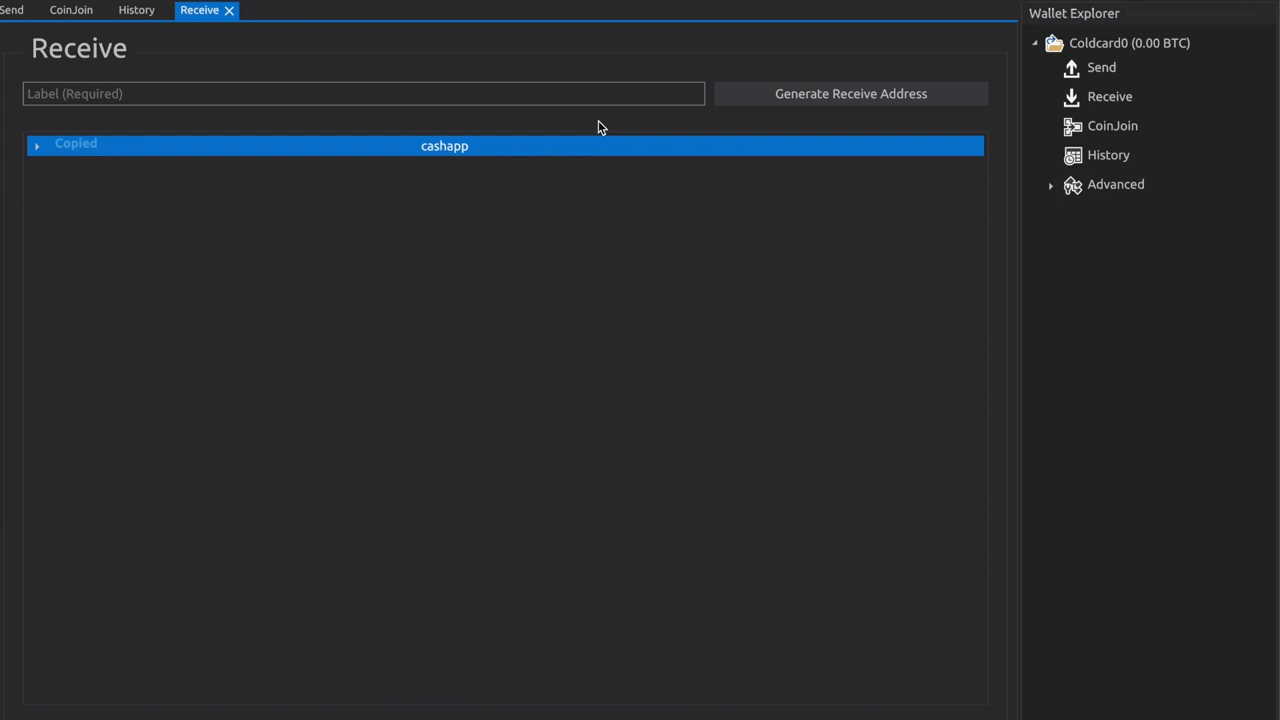 Send CoinJoin History Receive
Wallet Explorer
Receive
Coldcard0 (0.00 BTC)
Send
Label (Required) Generate Receive Address
Receive
CoinJoin
Copied cashapp
History
Advanced